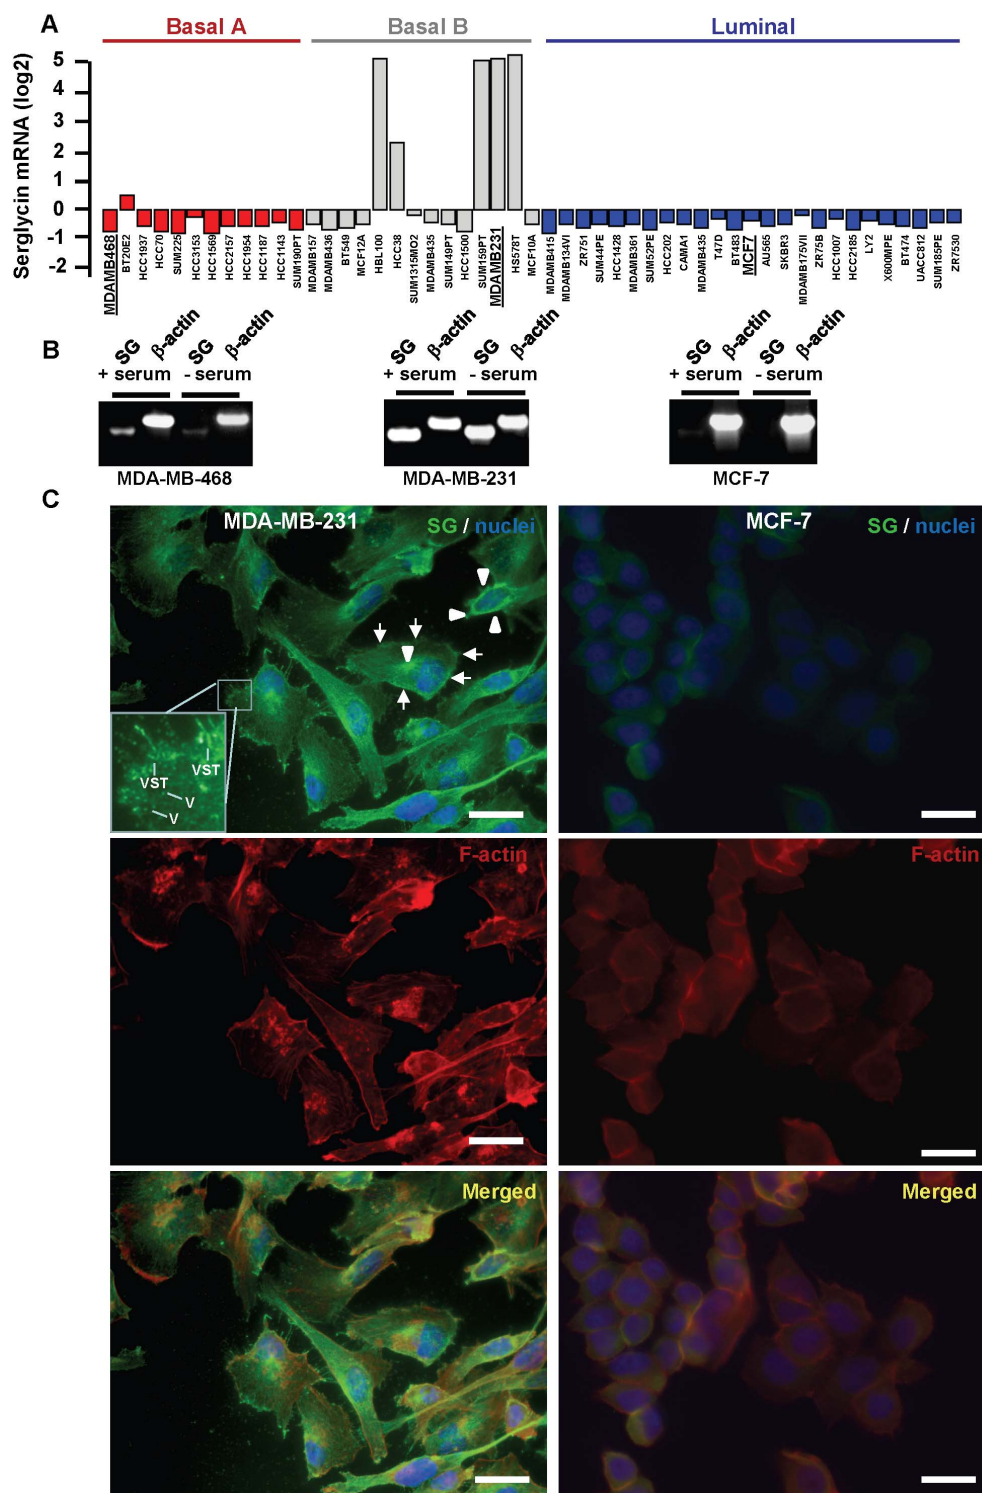 A
Basal A
Basal B
Luminal
Serglycin mRNA (log2)
5
4
3
2
1
0
-1
-2
MDAMB468
BT20E2
HCC1937
HCC70
SUM225
HCC3153
HCC1569
HCC2157
HCC1954
HCC1187
HCC1143
SUM190PT
MDAMB157
MDAMB436
BT549
MCF12A
HBL100
HCC38
SUM1315MO2
MDAMB435
SUM149PT
HCC1500
SUM159PT
MDAMB231
HS578T
MCF10A
MDAMB415
MDAMB134VI
ZR751
SUM44PE
HCC1428
MDAMB361
SUM52PE
HCC202
CAMA1
MDAMB435
T47D
BT483
MCF7
AU565
SKBR3
MDAMB175VII
ZR75B
HCC1007
HCC2185
LY2
X600MPE
BT474
UACC812
SUM185PE
ZR7530
B
SG β-actin SG β-actin
+ serum - serum
MDA-MB-468
SG β-actin SG β-actin
+ serum - serum
MDA-MB-231
SG β-actin SG β-actin
+ serum - serum
MCF-7
C
MDA-MB-231
SG / nuclei
VST
VST
V
V
MCF-7
SG / nuclei
F-actin
F-actin
Merged
Merged